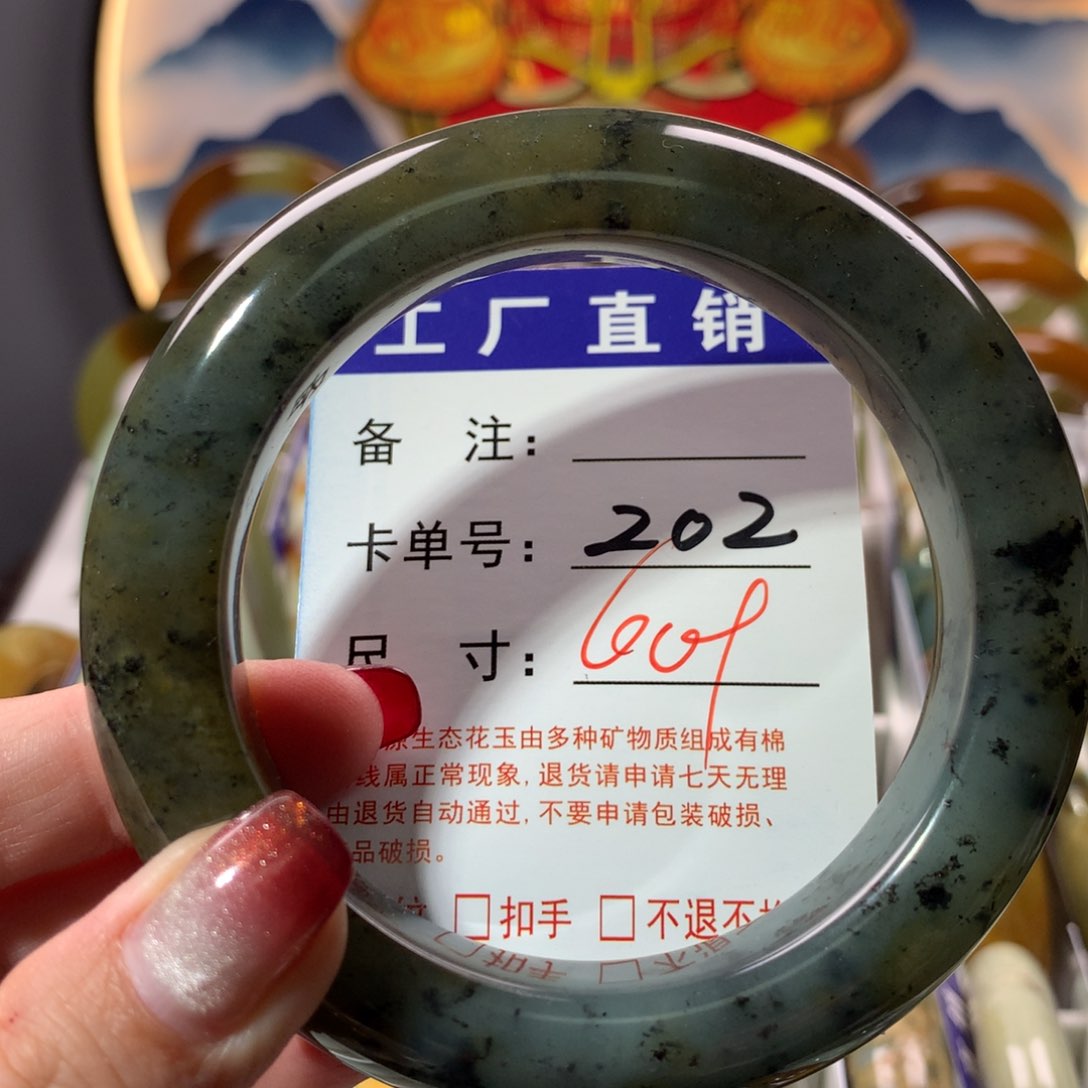 工厂直销
备 注:
卡单号: 202
尺 寸: 60
生态花玉由多种矿物质组成有棉
线属正常现象,退货请申请七天无理
由退货自动通过,不要申请包装破损、
品破损。
□扣手 □不退不